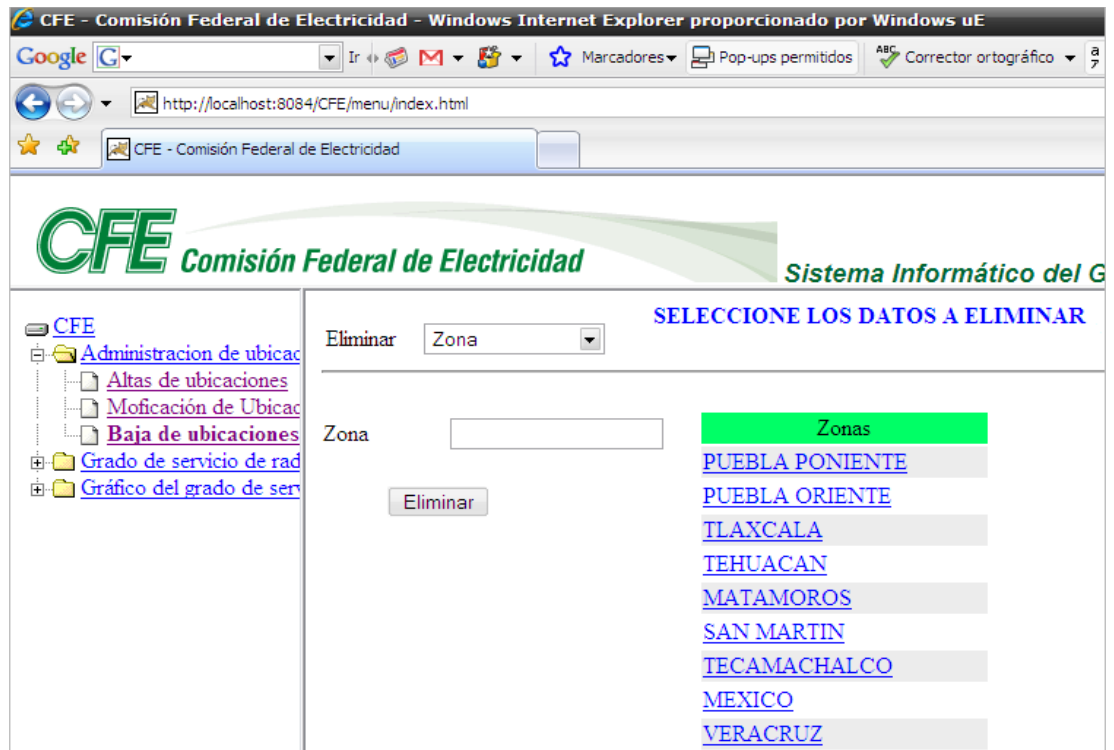 CFE - Comisión Federal de Electricidad - Windows Internet Explorer proporcionado por Windows uE
Google G Ir Marcadores Pop-ups permitidos ABC Corrector ortográfico
http://localhost:8084/CFE/menu/index.html
CFE - Comisión Federal de Electricidad
CFE Comisión Federal de Electricidad
Sistema Informático del G
CFE
Administracion de ubicac
Altas de ubicaciones
Moficación de Ubicac
Baja de ubicaciones
Grado de servicio de rad
Gráfico del grado de serv
SELECCIONE LOS DATOS A ELIMINAR
Eliminar Zona
Zona
Eliminar
Zonas
PUEBLA PONIENTE
PUEBLA ORIENTE
TLAXCALA
TEHUACAN
MATAMOROS
SAN MARTIN
TECAMACHALCO
MEXICO
VERACRUZ